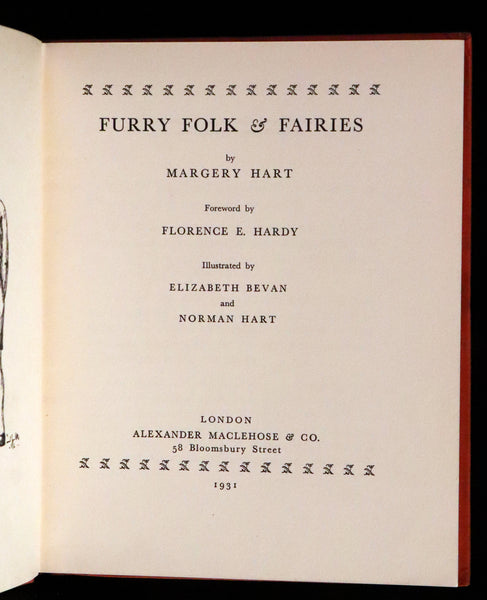 FURRY FOLK & FAIRIES
by
MARGERY HART
Foreword by
FLORENCE E. HARDY
Illustrated by
ELIZABETH BEVAN
and
NORMAN HART
LONDON
ALEXANDER MACLEHOSE & CO.
58 Bloomsbury Street
1931